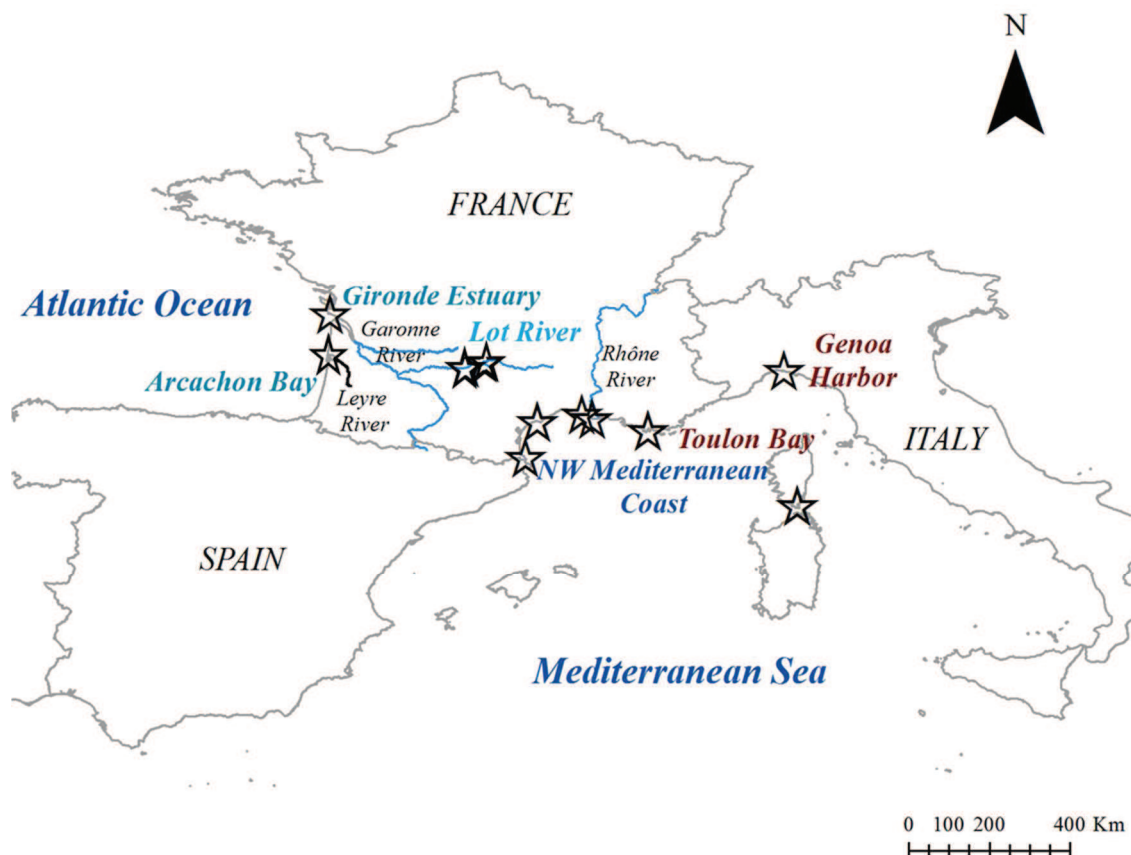 N
FRANCE
Atlantic Ocean
Gironde Estuary
Garonne
River
Lot River
Rhône
River
Genoa
Harbor
Arcachon Bay
Leyre
River
Toulon Bay
ITALY
NW Mediterranean
Coast
SPAIN
Mediterranean Sea
0 100 200 400 Km